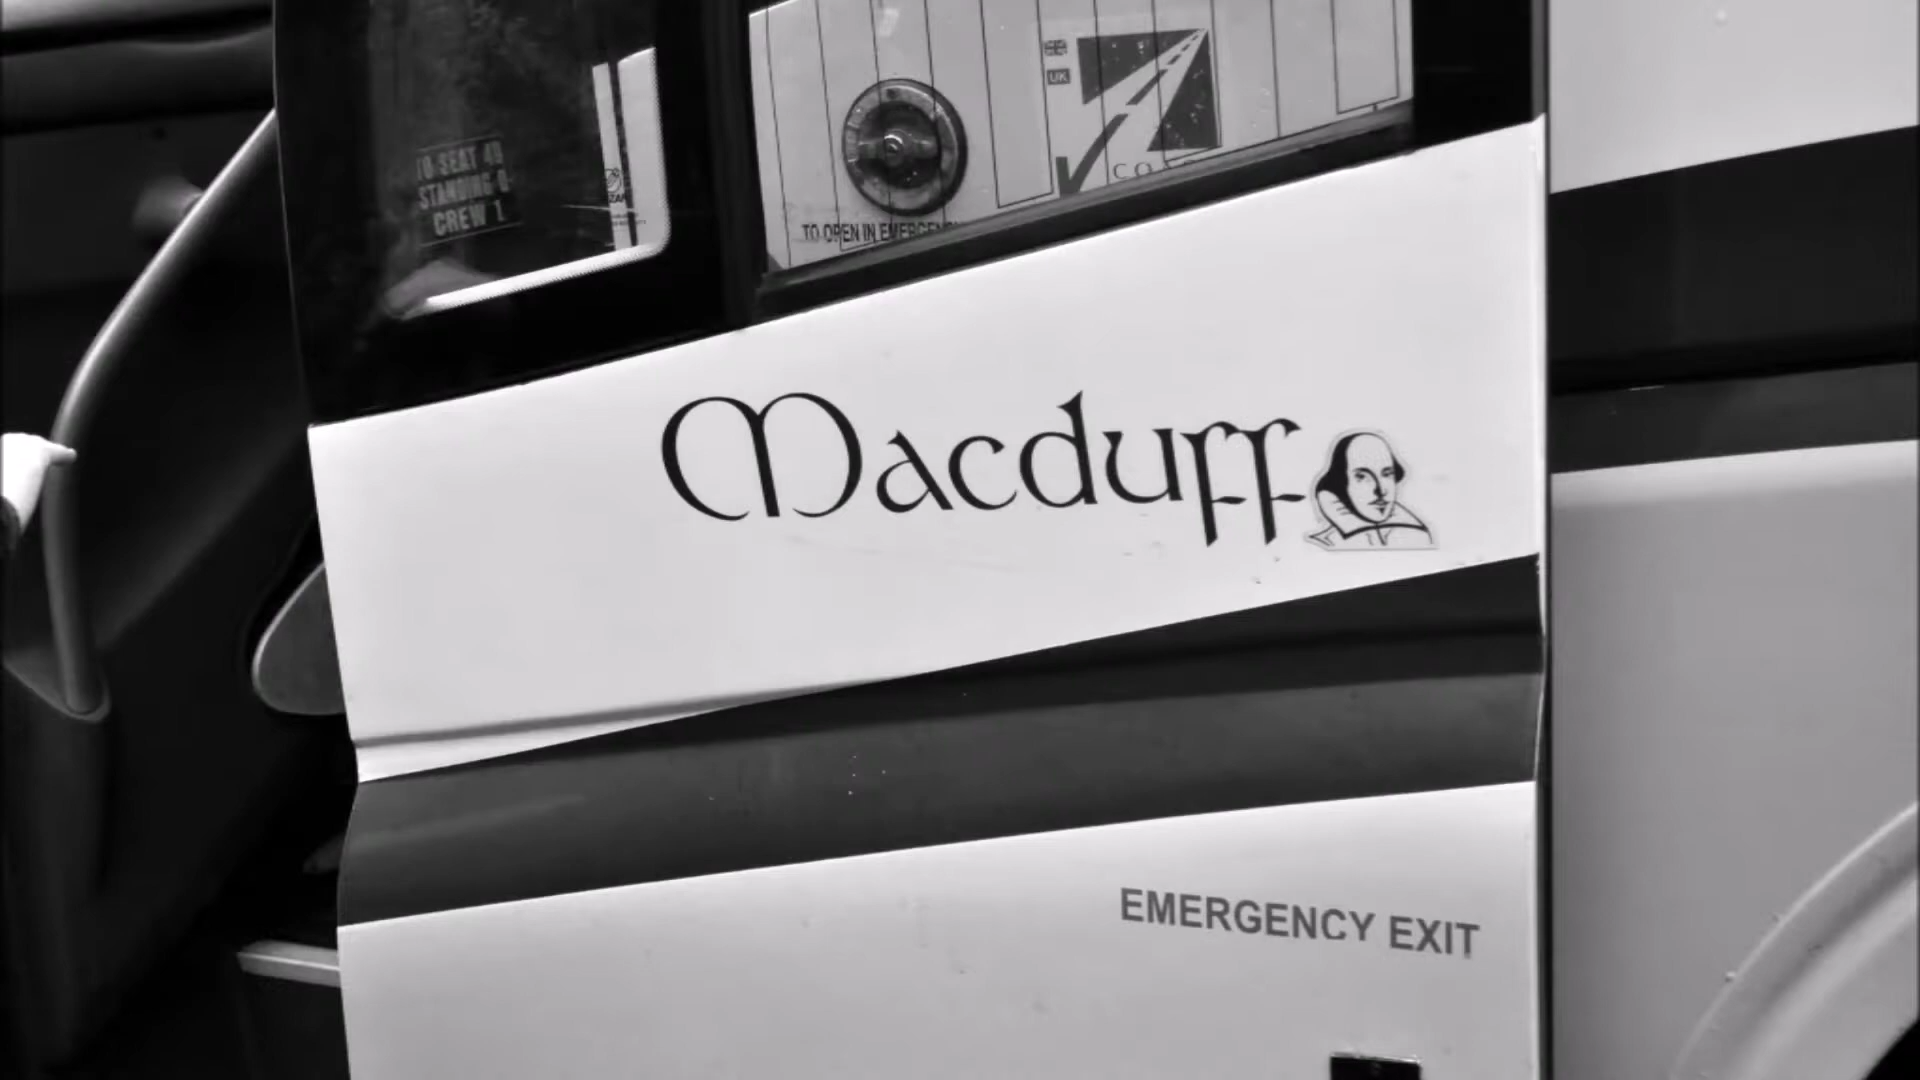 TO SEAT 49
STANDING 0
CREW 1
UK
TO OPEN IN EMERGENCY
Macduff
EMERGENCY EXIT